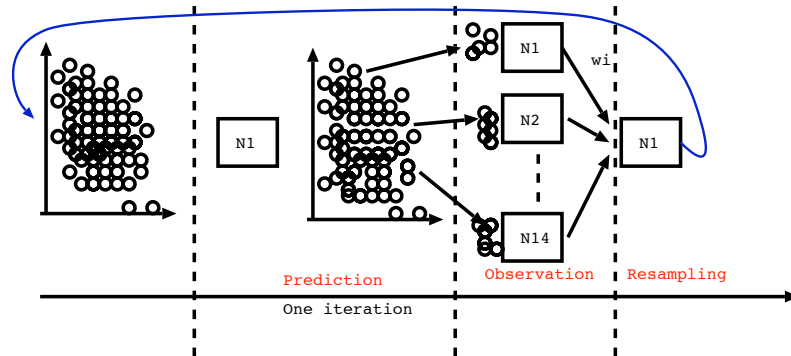 N1
wi
N1
N2
N1
N14
Prediction
Observation
Resampling
One iteration